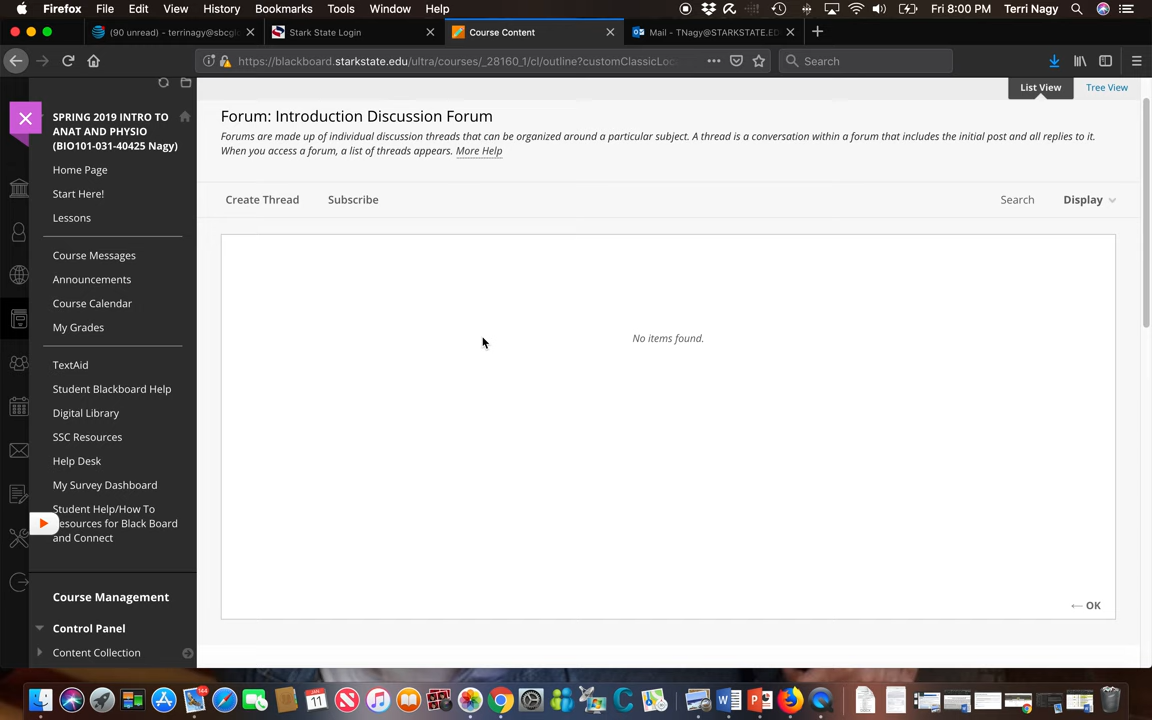 Firefox File Edit View History Bookmarks Tools Window Help Fri 8:00 PM Terri Nagy
(90 unread) - terrinagy@sbcglo
Stark State Login
Course Content
Mail - TNagy@STARKSTATE.ED
https://blackboard.starkstate.edu/ultra/courses/_28160_1/cl/outline?customClassicLoca
Search
List View
Tree View
SPRING 2019 INTRO TO
ANAT AND PHYSIO
(BIO101-031-40425 Nagy)
Home Page
Start Here!
Lessons
Course Messages
Announcements
Course Calendar
My Grades
TextAid
Student Blackboard Help
Digital Library
SSC Resources
Help Desk
My Survey Dashboard
Student Help/How To
esources for Black Board
and Connect
Course Management
Control Panel
Content Collection
Forum: Introduction Discussion Forum
Forums are made up of individual discussion threads that can be organized around a particular subject. A thread is a conversation within a forum that includes the initial post and all replies to it.
When you access a forum, a list of threads appears. More Help
Create Thread Subscribe
Search Display
No items found.
← OK